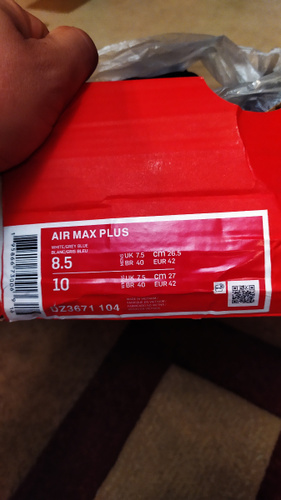 AIR MAX PLUS
WHITE/GREY BLUE
BLANC/GRIS BLEU
8.5 UK 7.5 cm 26.5
BR 40 EUR 42
10 UK 7.5 cm 27
BR 40 EUR 42
DZ3671 104